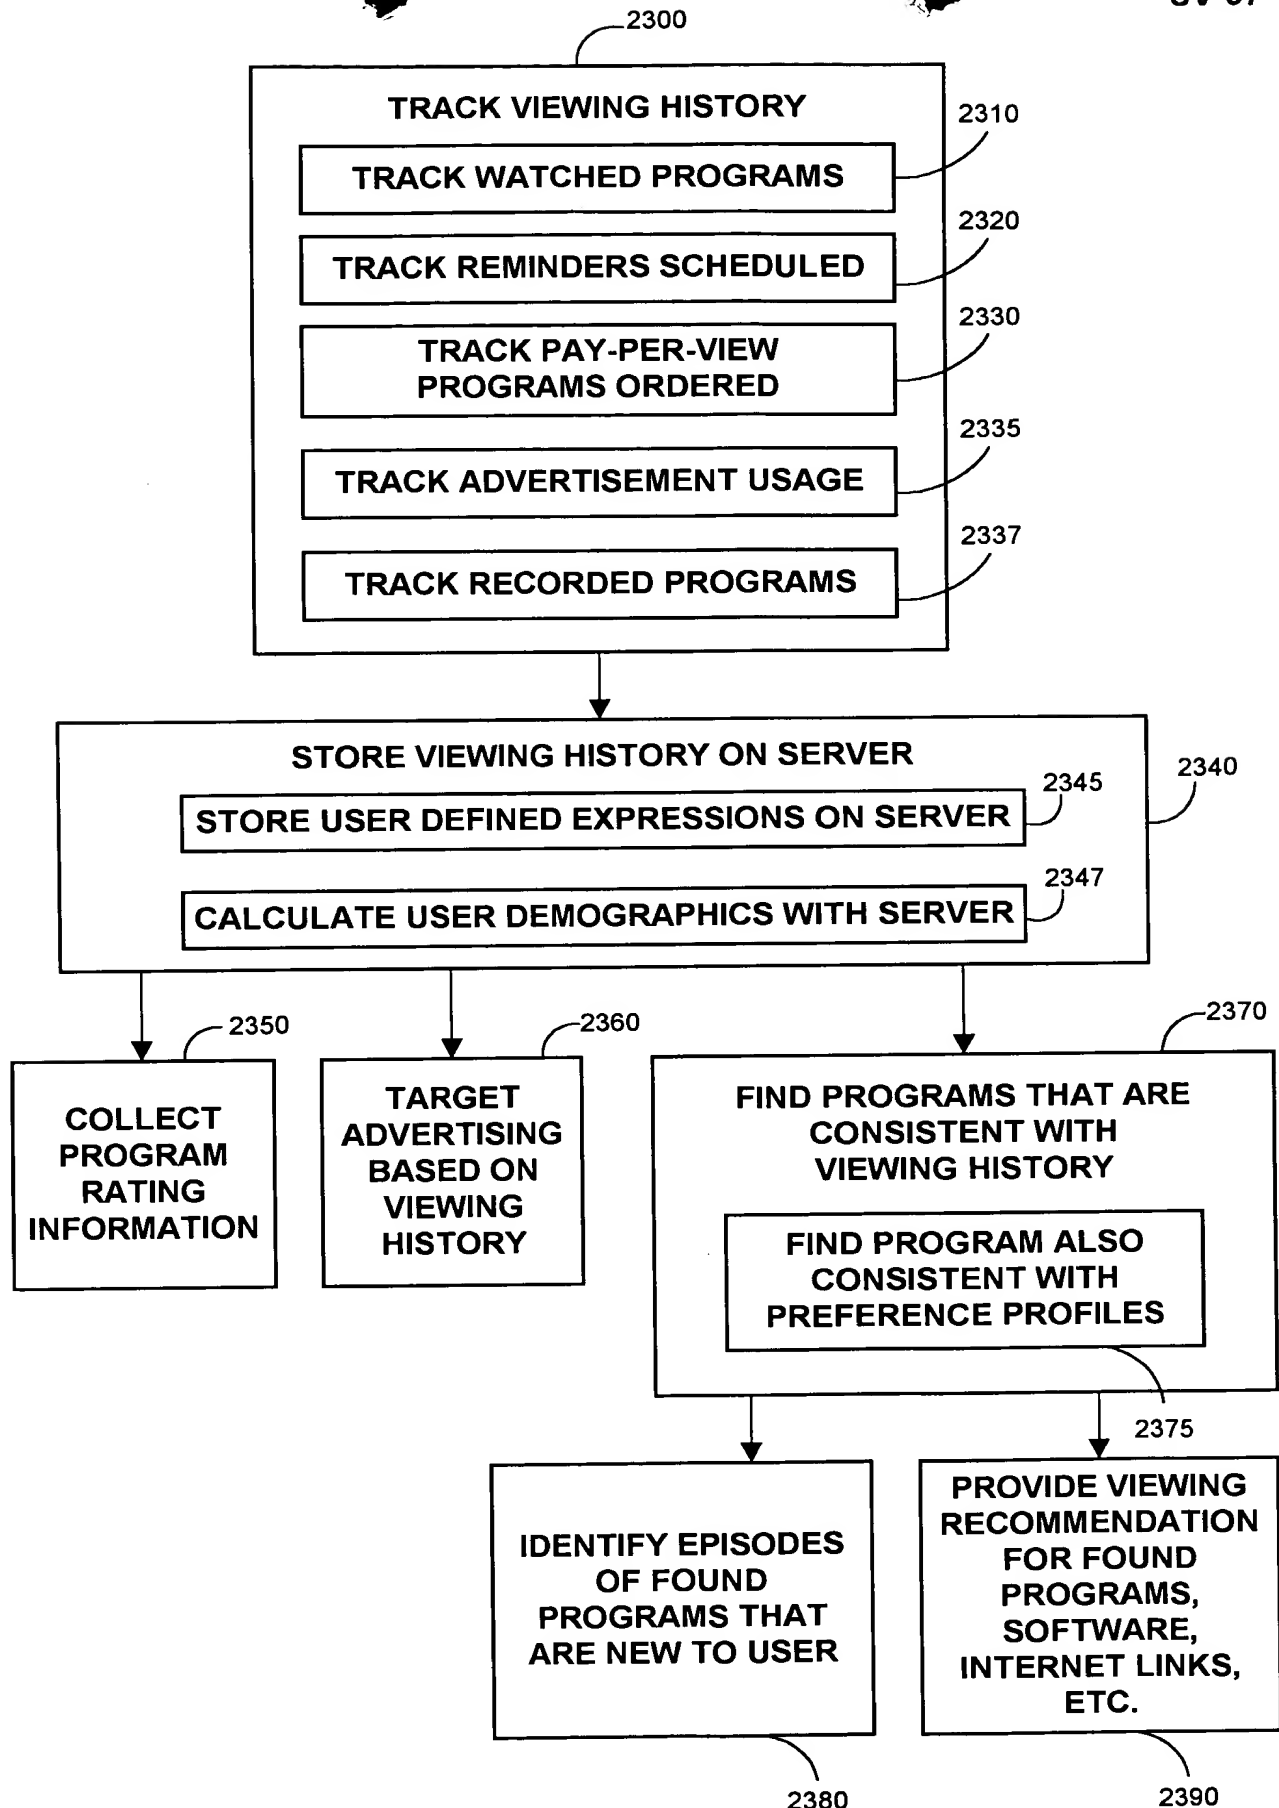 2300
TRACK VIEWING HISTORY
2310
TRACK WATCHED PROGRAMS
2320
TRACK REMINDERS SCHEDULED
2330
TRACK PAY-PER-VIEW
PROGRAMS ORDERED
2335
TRACK ADVERTISEMENT USAGE
2337
TRACK RECORDED PROGRAMS
STORE VIEWING HISTORY ON SERVER
2340
2345
STORE USER DEFINED EXPRESSIONS ON SERVER
2347
CALCULATE USER DEMOGRAPHICS WITH SERVER
2350
COLLECT
PROGRAM
RATING
INFORMATION
2360
TARGET
ADVERTISING
BASED ON
VIEWING
HISTORY
2370
FIND PROGRAMS THAT ARE
CONSISTENT WITH
VIEWING HISTORY
FIND PROGRAM ALSO
CONSISTENT WITH
PREFERENCE PROFILES
2375
IDENTIFY EPISODES
OF FOUND
PROGRAMS THAT
ARE NEW TO USER
2380
PROVIDE VIEWING
RECOMMENDATION
FOR FOUND
PROGRAMS,
SOFTWARE,
INTERNET LINKS,
ETC.
2390